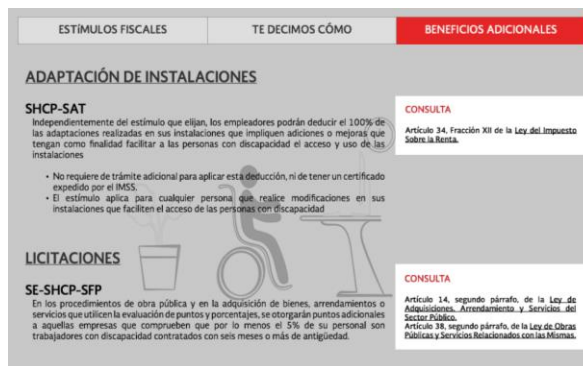 ESTÍMULOS FISCALES
TE DECIMOS CÓMO
BENEFICIOS ADICIONALES
ADAPTACIÓN DE INSTALACIONES
SHCP-SAT
Independientemente del estímulo que elijan, los empleadores podrán deducir el 100% de
las adaptaciones realizadas en sus instalaciones que impliquen adiciones o mejoras que
tengan como finalidad facilitar a las personas con discapacidad el acceso y uso de las
instalaciones
• No requiere de trámite adicional para aplicar esta deducción, ni de tener un certificado
expedido por el IMSS.
• El estímulo aplica para cualquier persona que realice modificaciones en sus
instalaciones que faciliten el acceso de las personas con discapacidad
CONSULTA
Artículo 34, Fracción XII de la Ley del Impuesto
Sobre la Renta.
LICITACIONES
SE-SHCP-SFP
En los procedimientos de obra pública y en la adquisición de bienes, arrendamientos o
servicios que utilicen la evaluación de puntos y porcentajes, se otorgarán puntos adicionales
a aquellas empresas que comprueben que por lo menos el 5% de su personal son
trabajadores con discapacidad contratados con seis meses o más de antigüedad.
CONSULTA
Artículo 14, segundo párrafo, de la Ley de
Adquisiciones, Arrendamiento y Servicios del
Sector Público.
Artículo 38, segundo párrafo, de la Ley de Obras
Públicas y Servicios Relacionados con las Mismas.